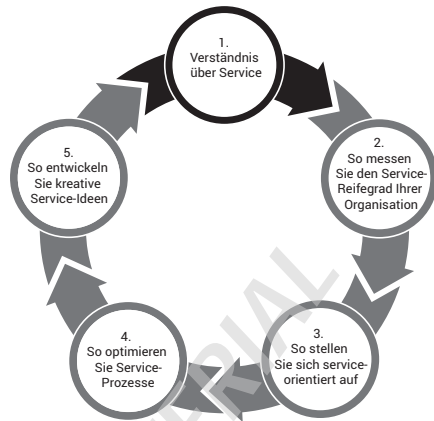 1.
Verständnis
über Service
2.
So messen
Sie den Service-
Reifegrad Ihrer
Organisation
3.
So stellen
Sie sich service-
orientiert auf
4.
So optimieren
Sie Service-
Prozesse
5.
So entwickeln
Sie kreative
Service-Ideen